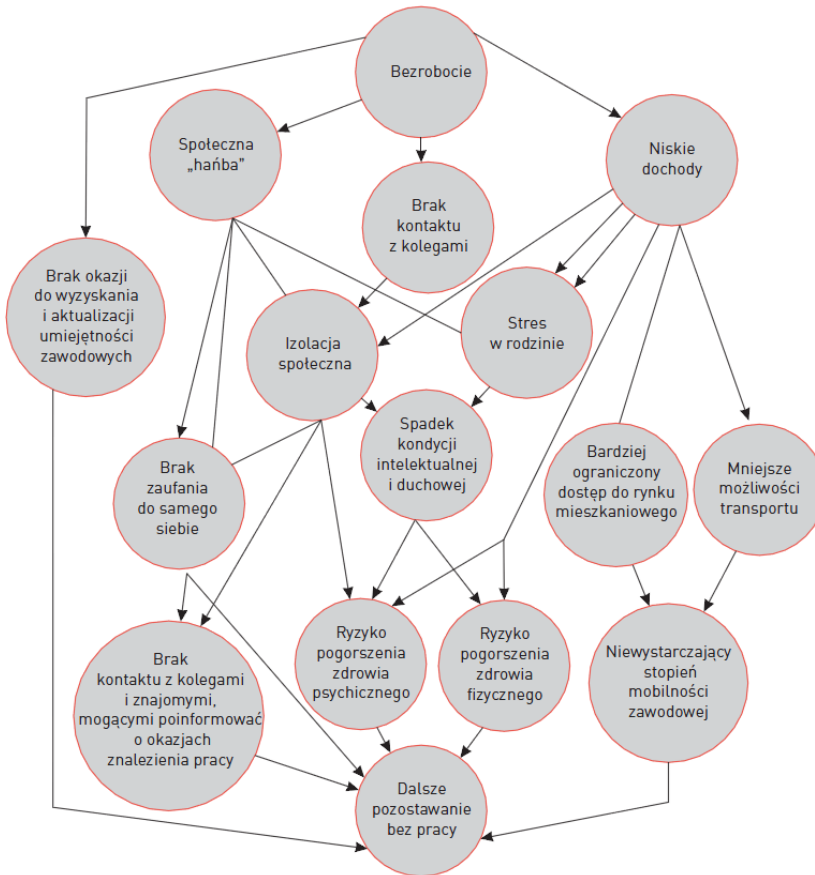 Bezrobocie
Społeczna
„hańba”
Niskie
dochody
Brak
kontaktu
z kolegami
Brak okazji
do wyzyskania
i aktualizacji
umiejętności
zawodowych
Izolacja
społeczna
Stres
w rodzinie
Spadek
kondycji
intelektualnej
i duchowej
Brak
zaufania
do samego
siebie
Bardziej
ograniczony
dostęp do rynku
mieszkaniowego
Mniejsze
możliwości
transportu
Brak
kontaktu z kolegami
i znajomymi,
mogącymi poinformować
o okazjach
znalezienia pracy
Ryzyko
pogorszenia
zdrowia
psychicznego
Ryzyko
pogorszenia
zdrowia
fizycznego
Niewystarczający
stopień
mobilności
zawodowej
Dalsze
pozostawanie
bez pracy